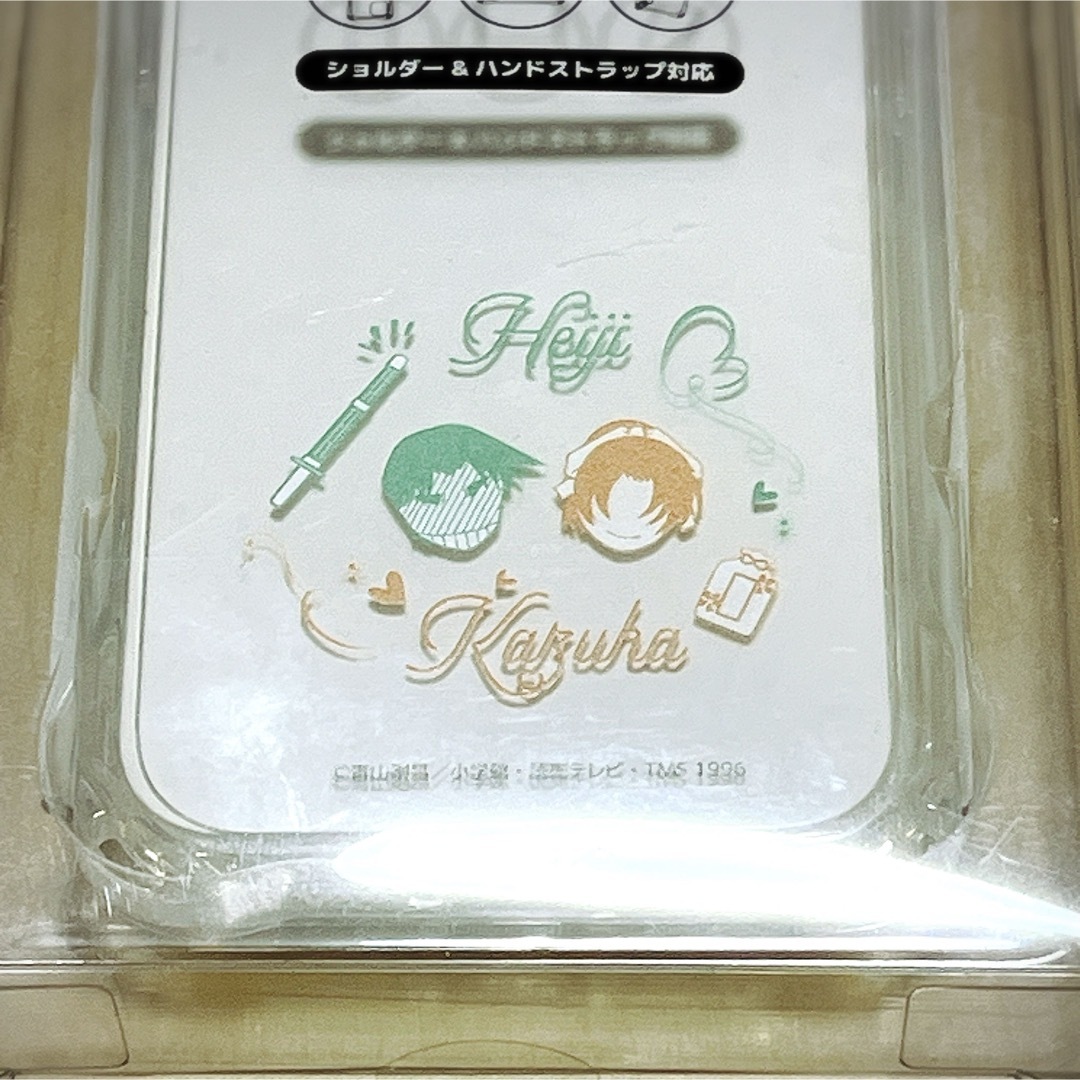 ショルダー & ハンドストラップ対応
Heiji
Kazuha
©青山剛昌／小学館・読売テレビ・TMS 1996